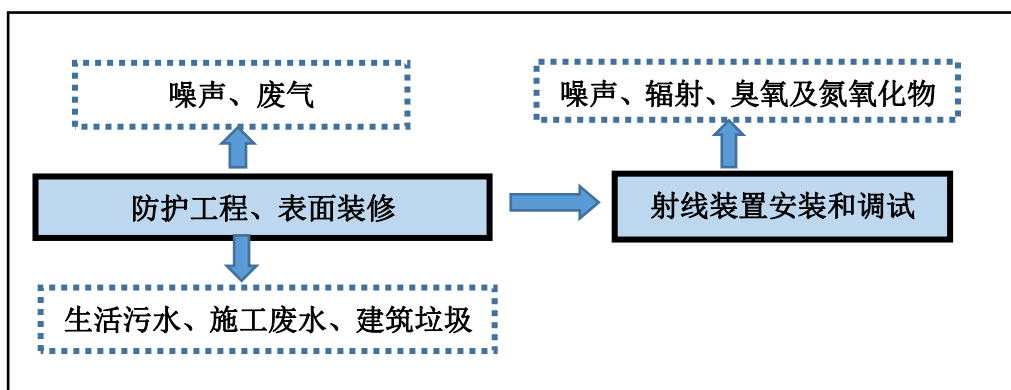 噪声、废气
噪声、辐射、臭氧及氮氧化物
防护工程、表面装修
射线装置安装和调试
生活污水、施工废水、建筑垃圾